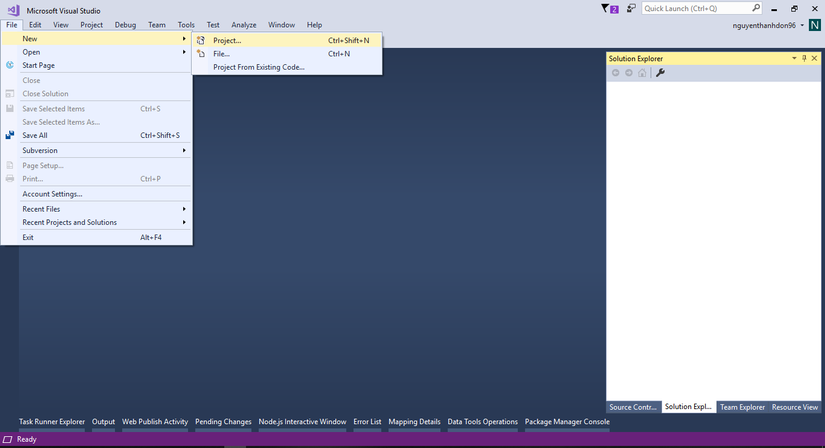 Microsoft Visual Studio
2
Quick Launch (Ctrl+Q)
File Edit View Project Debug Team Tools Test Analyze Window Help
nguyenthanhdon96 N
New
Open
Start Page
Close
Close Solution
Save Selected Items Ctrl+S
Save Selected Items As...
Save All Ctrl+Shift+S
Subversion
Page Setup...
Print... Ctrl+P
Account Settings...
Recent Files
Recent Projects and Solutions
Exit Alt+F4
Project... Ctrl+Shift+N
File... Ctrl+N
Project From Existing Code...
Solution Explorer
Source Contr... Solution Expl... Team Explorer Resource View
Task Runner Explorer Output Web Publish Activity Pending Changes Node.js Interactive Window Error List Mapping Details Data Tools Operations Package Manager Console
Ready